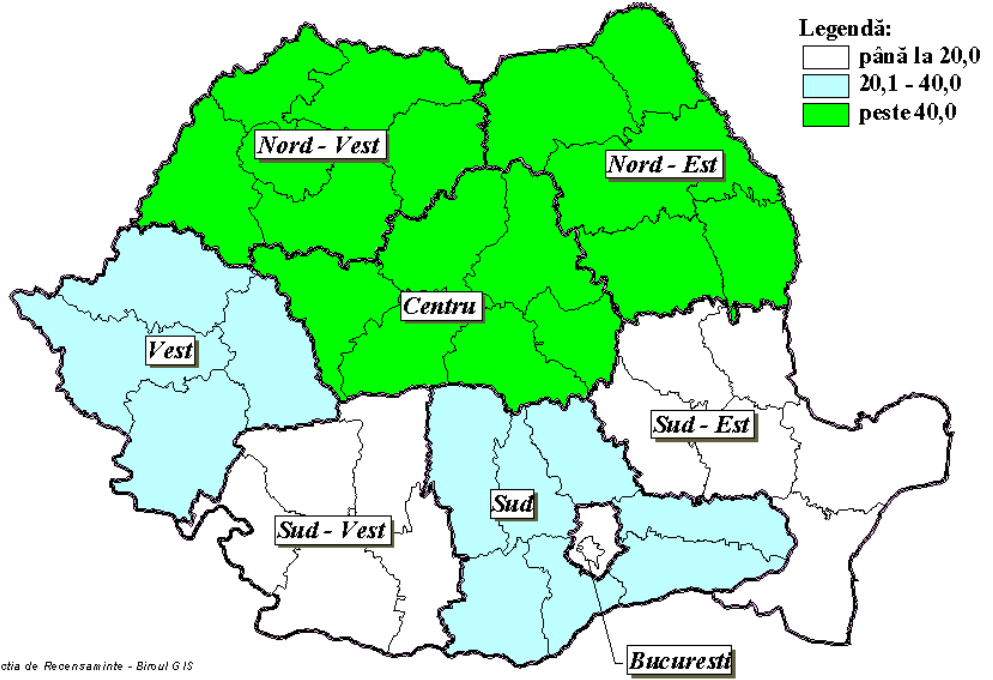 Legendă:
până la 20,0
20,1 - 40,0
peste 40,0
Nord - Vest
Nord - Est
Centru
Vest
Sud - Est
Sud
Sud - Vest
Bucuresti
ctia de Recensaminte - Biroul GIS